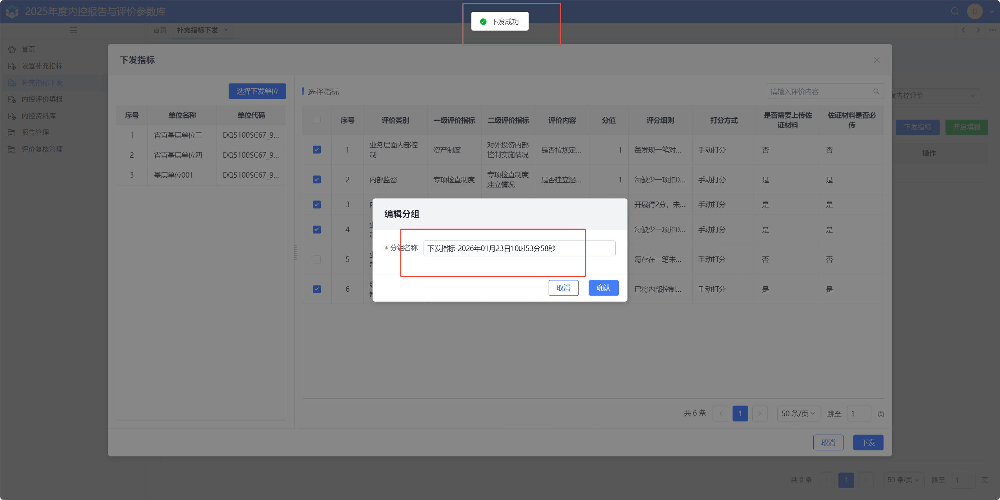 2025年度内控报告与评价参数库
D
下发成功
首页
补充指标下发
首页
设置补充指标
补充指标下发
内控评价填报
内控资料库
报告管理
评价复核管理
下发指标
选择下发单位
序号 单位名称 单位代码
1 省直基层单位三 DQ5100SC67_9...
2 省直基层单位四 DQ5100SC67_9...
3 基层单位001 DQ5100SC67_9...
选择指标
请输入评价内容
序号 评价类别 一级评价指标 二级评价指标 评价内容 分值 评分细则 打分方式 是否需要上传佐证材料 佐证材料是否必传
1 业务层面内部控制 资产制度 对外投资内部控制实施情况 是否按规定... 1 每发现一笔对... 手动打分 否 否
2 内部监督 专项检查制度 专项检查制度建立情况 是否建立涵... 1 每缺少一项扣0... 手动打分 是 是
3 开展得2分，未... 手动打分 是 是
4 每缺少一项扣0... 手动打分 是 是
5 每存在一笔未... 手动打分 否 否
6 已将内部控制... 手动打分 是 是
共 6 条 1 50 条/页 跳至 1 页
取消 下发
编辑分组
* 分组名称 下发指标-2026年01月23日10时53分58秒
取消 确认
度内控评价
下发指标 开启填报
操作
共 0 条 1 50 条/页 跳至 1 页